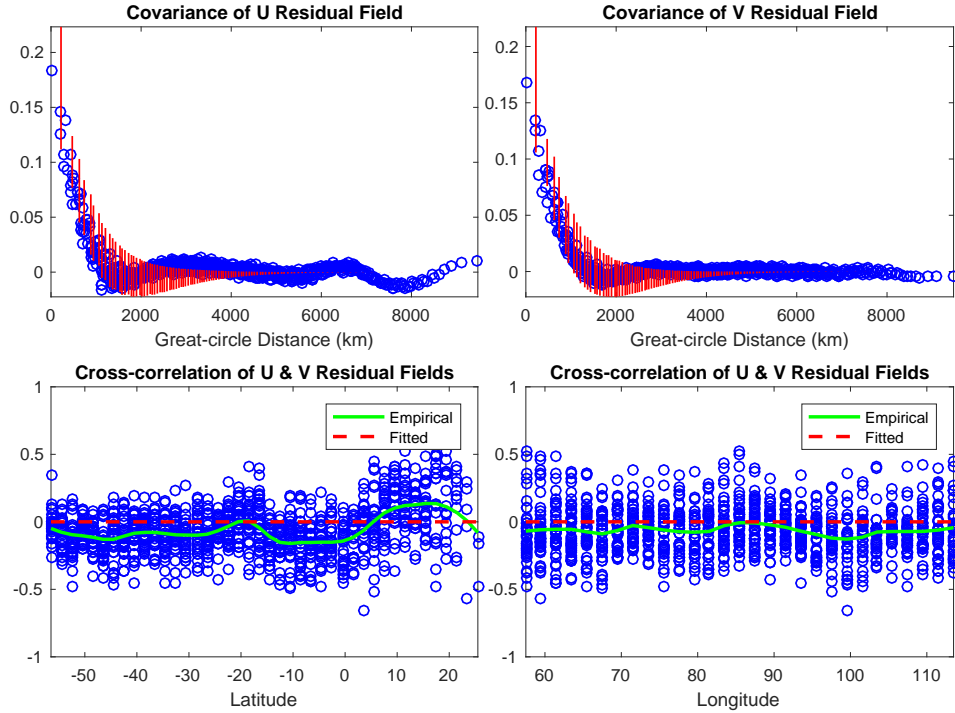 Covariance of U Residual Field
0.2
0.15
0.1
0.05
0
0 2000 4000 6000 8000
Great-circle Distance (km)
Covariance of V Residual Field
0.2
0.15
0.1
0.05
0
0 2000 4000 6000 8000
Great-circle Distance (km)
Cross-correlation of U & V Residual Fields
1
0.5
0
-0.5
-1
Empirical
Fitted
-50 -40 -30 -20 -10 0 10 20
Latitude
Cross-correlation of U & V Residual Fields
1
0.5
0
-0.5
-1
Empirical
Fitted
60 70 80 90 100 110
Longitude